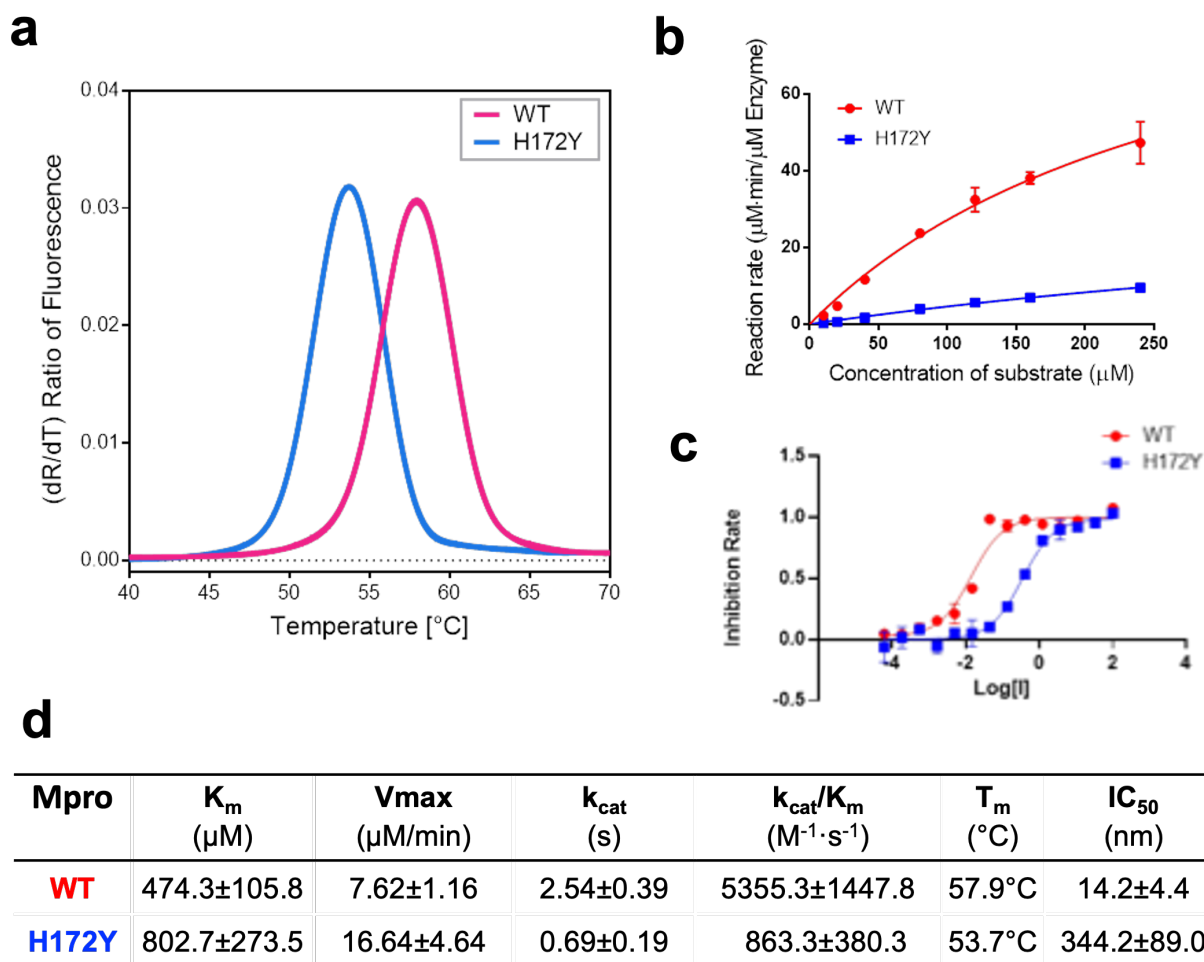 a
0.04
0.03
0.02
0.01
0.00
(dR/dT) Ratio of Fluorescence
WT
H172Y
40 45 50 55 60 65 70
Temperature [°C]
b
60
40
20
0
Reaction rate (µM·min/µM Enzyme)
WT
H172Y
0 50 100 150 200 250
Concentration of substrate (µM)
c
WT
H172Y
1.5
1.0
0.5
0.0
-0.5
Inhibition Rate
-4 -2 0 2 4
Log[I]
d
Mpro Km Vmax kcat kcat/Km Tm IC50
(µM) (µM/min) (s) (M-1·s-1) (°C) (nm)
WT 474.3±105.8 7.62±1.16 2.54±0.39 5355.3±1447.8 57.9°C 14.2±4.4
H172Y 802.7±273.5 16.64±4.64 0.69±0.19 863.3±380.3 53.7°C 344.2±89.0